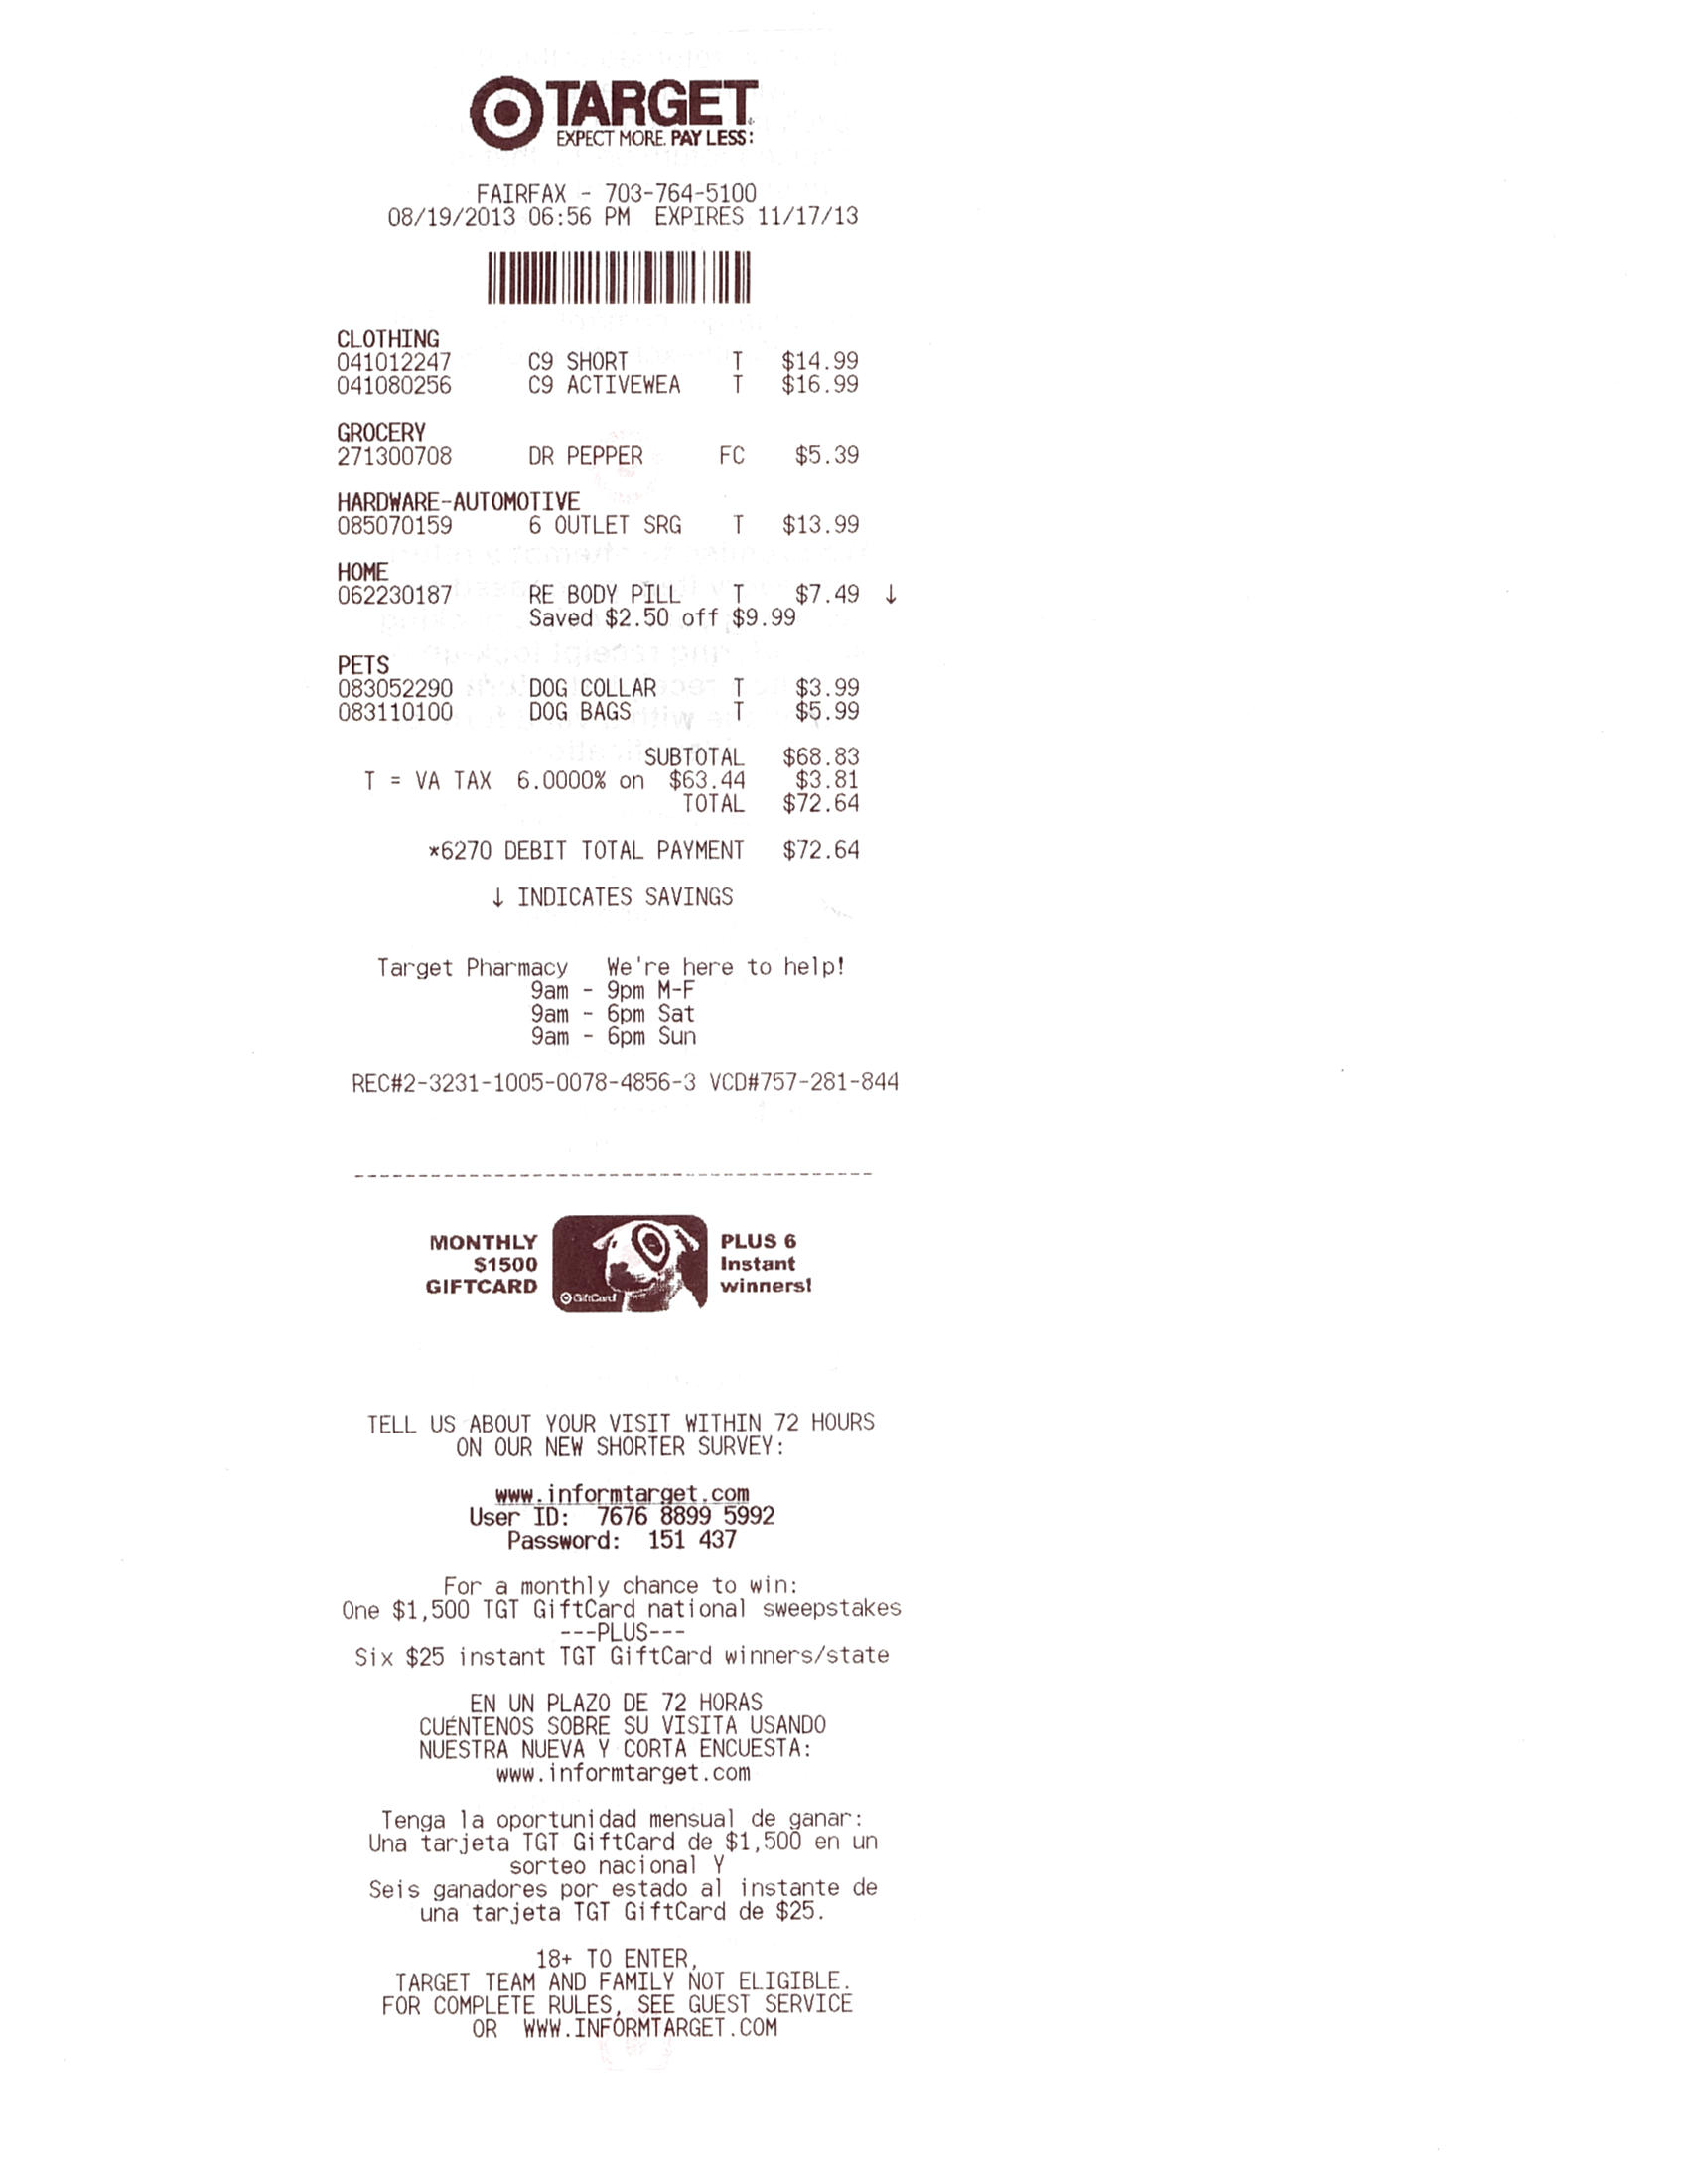 TARGET
EXPECT MORE. PAY LESS.
FAIRFAX - 703-764-5100
08/19/2013 06:56 PM EXPIRES 11/17/13
CLOTHING
041012247 C9 SHORT T $14.99
041080256 C9 ACTIVEWEA T $16.99
GROCERY
271300708 DR PEPPER FC $5.39
HARDWARE-AUTOMOTIVE
085070159 6 OUTLET SRG T $13.99
HOME
062230187 RE BODY PILL T $7.49 ↓
Saved $2.50 off $9.99
PETS
083052290 DOG COLLAR T $3.99
083110100 DOG BAGS T $5.99
SUBTOTAL $68.83
T = VA TAX 6.0000% on $63.44 $3.81
TOTAL $72.64
*6270 DEBIT TOTAL PAYMENT $72.64
↓ INDICATES SAVINGS
Target Pharmacy We're here to help!
9am - 9pm M-F
9am - 6pm Sat
9am - 6pm Sun
REC#2-3231-1005-0078-4856-3 VCD#757-281-844
MONTHLY
$1500
GIFTCARD
GiftCard
PLUS 6
Instant
winners!
TELL US ABOUT YOUR VISIT WITHIN 72 HOURS
ON OUR NEW SHORTER SURVEY:
www.informtarget.com
User ID: 7676 8899 5992
Password: 151 437
For a monthly chance to win:
One $1,500 TGT GiftCard national sweepstakes
---PLUS---
Six $25 instant TGT GiftCard winners/state
EN UN PLAZO DE 72 HORAS
CUÉNTENOS SOBRE SU VISITA USANDO
NUESTRA NUEVA Y CORTA ENCUESTA:
www.informtarget.com
Tenga la oportunidad mensual de ganar:
Una tarjeta TGT GiftCard de $1,500 en un
sorteo nacional Y
Seis ganadores por estado al instante de
una tarjeta TGT GiftCard de $25.
18+ TO ENTER,
TARGET TEAM AND FAMILY NOT ELIGIBLE.
FOR COMPLETE RULES, SEE GUEST SERVICE
OR WWW.INFORMTARGET.COM